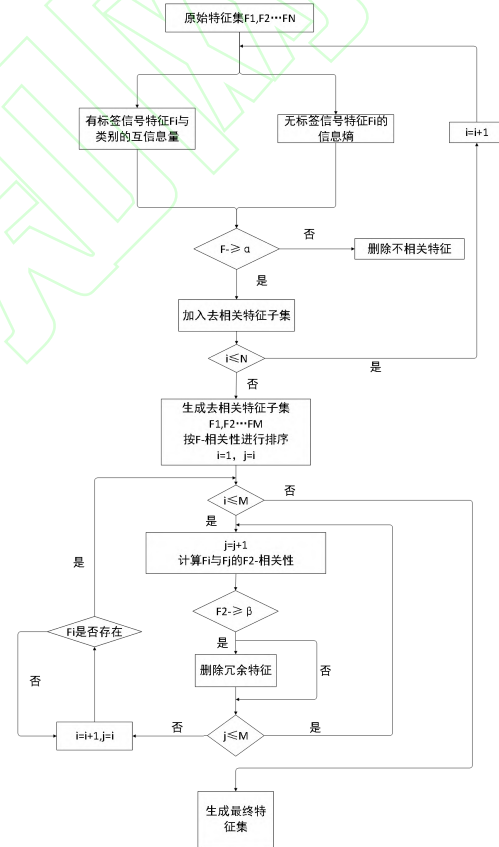 原始特征集F1,F2…FN
有标签信号特征Fi与
类别的互信息量
无标签信号特征Fi的
信息熵
i=i+1
F-≥α
否
删除不相关特征
是
加入去相关特征子集
i≤N
是
否
生成去相关特征子集
F1,F2…FM
按F-相关性进行排序
i=1，j=i
i≤M
否
是
j=j+1
计算Fi与Fj的F2-相关性
是
F2-≥β
Fi是否存在
是
删除冗余特征
否
否
j≤M
是
否
i=i+1,j=i
生成最终特
征集